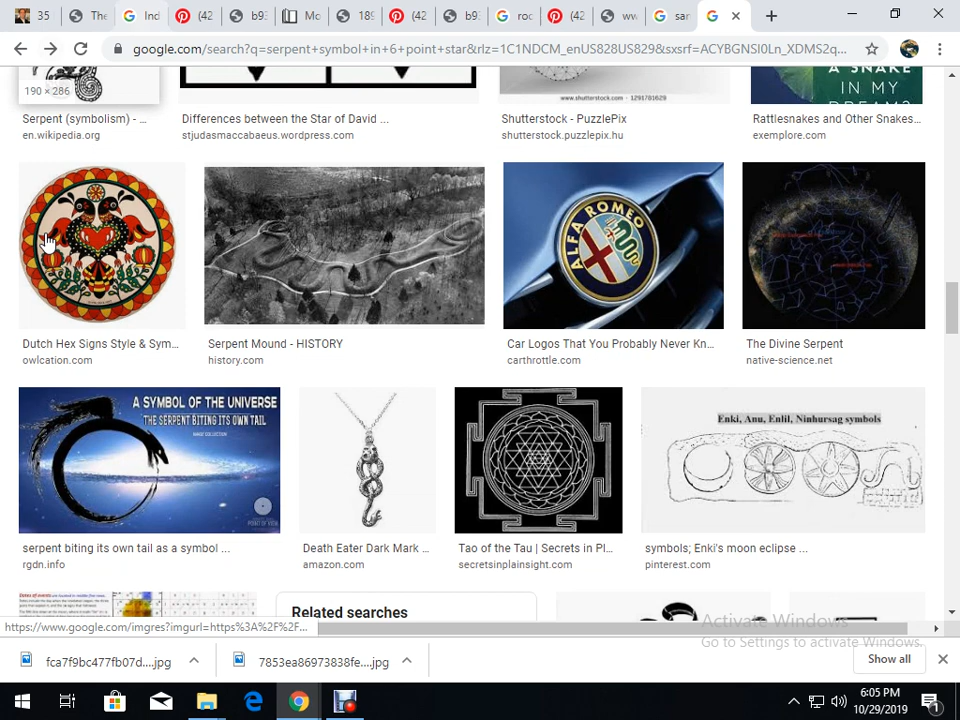 35
The
Ind
(42
b9:
Mc
189
(42
b9:
roc
(42
ww
sar
google.com/search?q=serpent+symbol+in+6+point+star&rlz=1C1NDCM_enUS828US829&sxsrf=ACYBGNSI0Ln_XDMS2q...
190 × 286
www.shutterstock.com · 1291781629
A SNAKE
IN MY
DREAM?
Serpent (symbolism) - ...
en.wikipedia.org
Differences between the Star of David ...
stjudasmaccabaeus.wordpress.com
Shutterstock - PuzzlePix
shutterstock.puzzlepix.hu
Rattlesnakes and Other Snakes...
exemplore.com
ALFA ROMEO
Dutch Hex Signs Style & Sym...
owlcation.com
Serpent Mound - HISTORY
history.com
Car Logos That You Probably Never Kn...
carthrottle.com
The Divine Serpent
native-science.net
A SYMBOL OF THE UNIVERSE
THE SERPENT BITING ITS OWN TAIL
POINT OF VIEW
Enki, Anu, Enlil, Ninhursag symbols
serpent biting its own tail as a symbol ...
rgdn.info
Death Eater Dark Mark ...
amazon.com
Tao of the Tau | Secrets in Pl...
secretsinplainsight.com
symbols; Enki's moon eclipse ...
pinterest.com
Related searches
https://www.google.com/imgres?imgurl=https%3A%2F%2F...
Activate Windows
Go to Settings to activate Windows.
fca7f9bc477fb07d....jpg
7853ea86973838fe....jpg
Show all
6:05 PM
10/29/2019
1